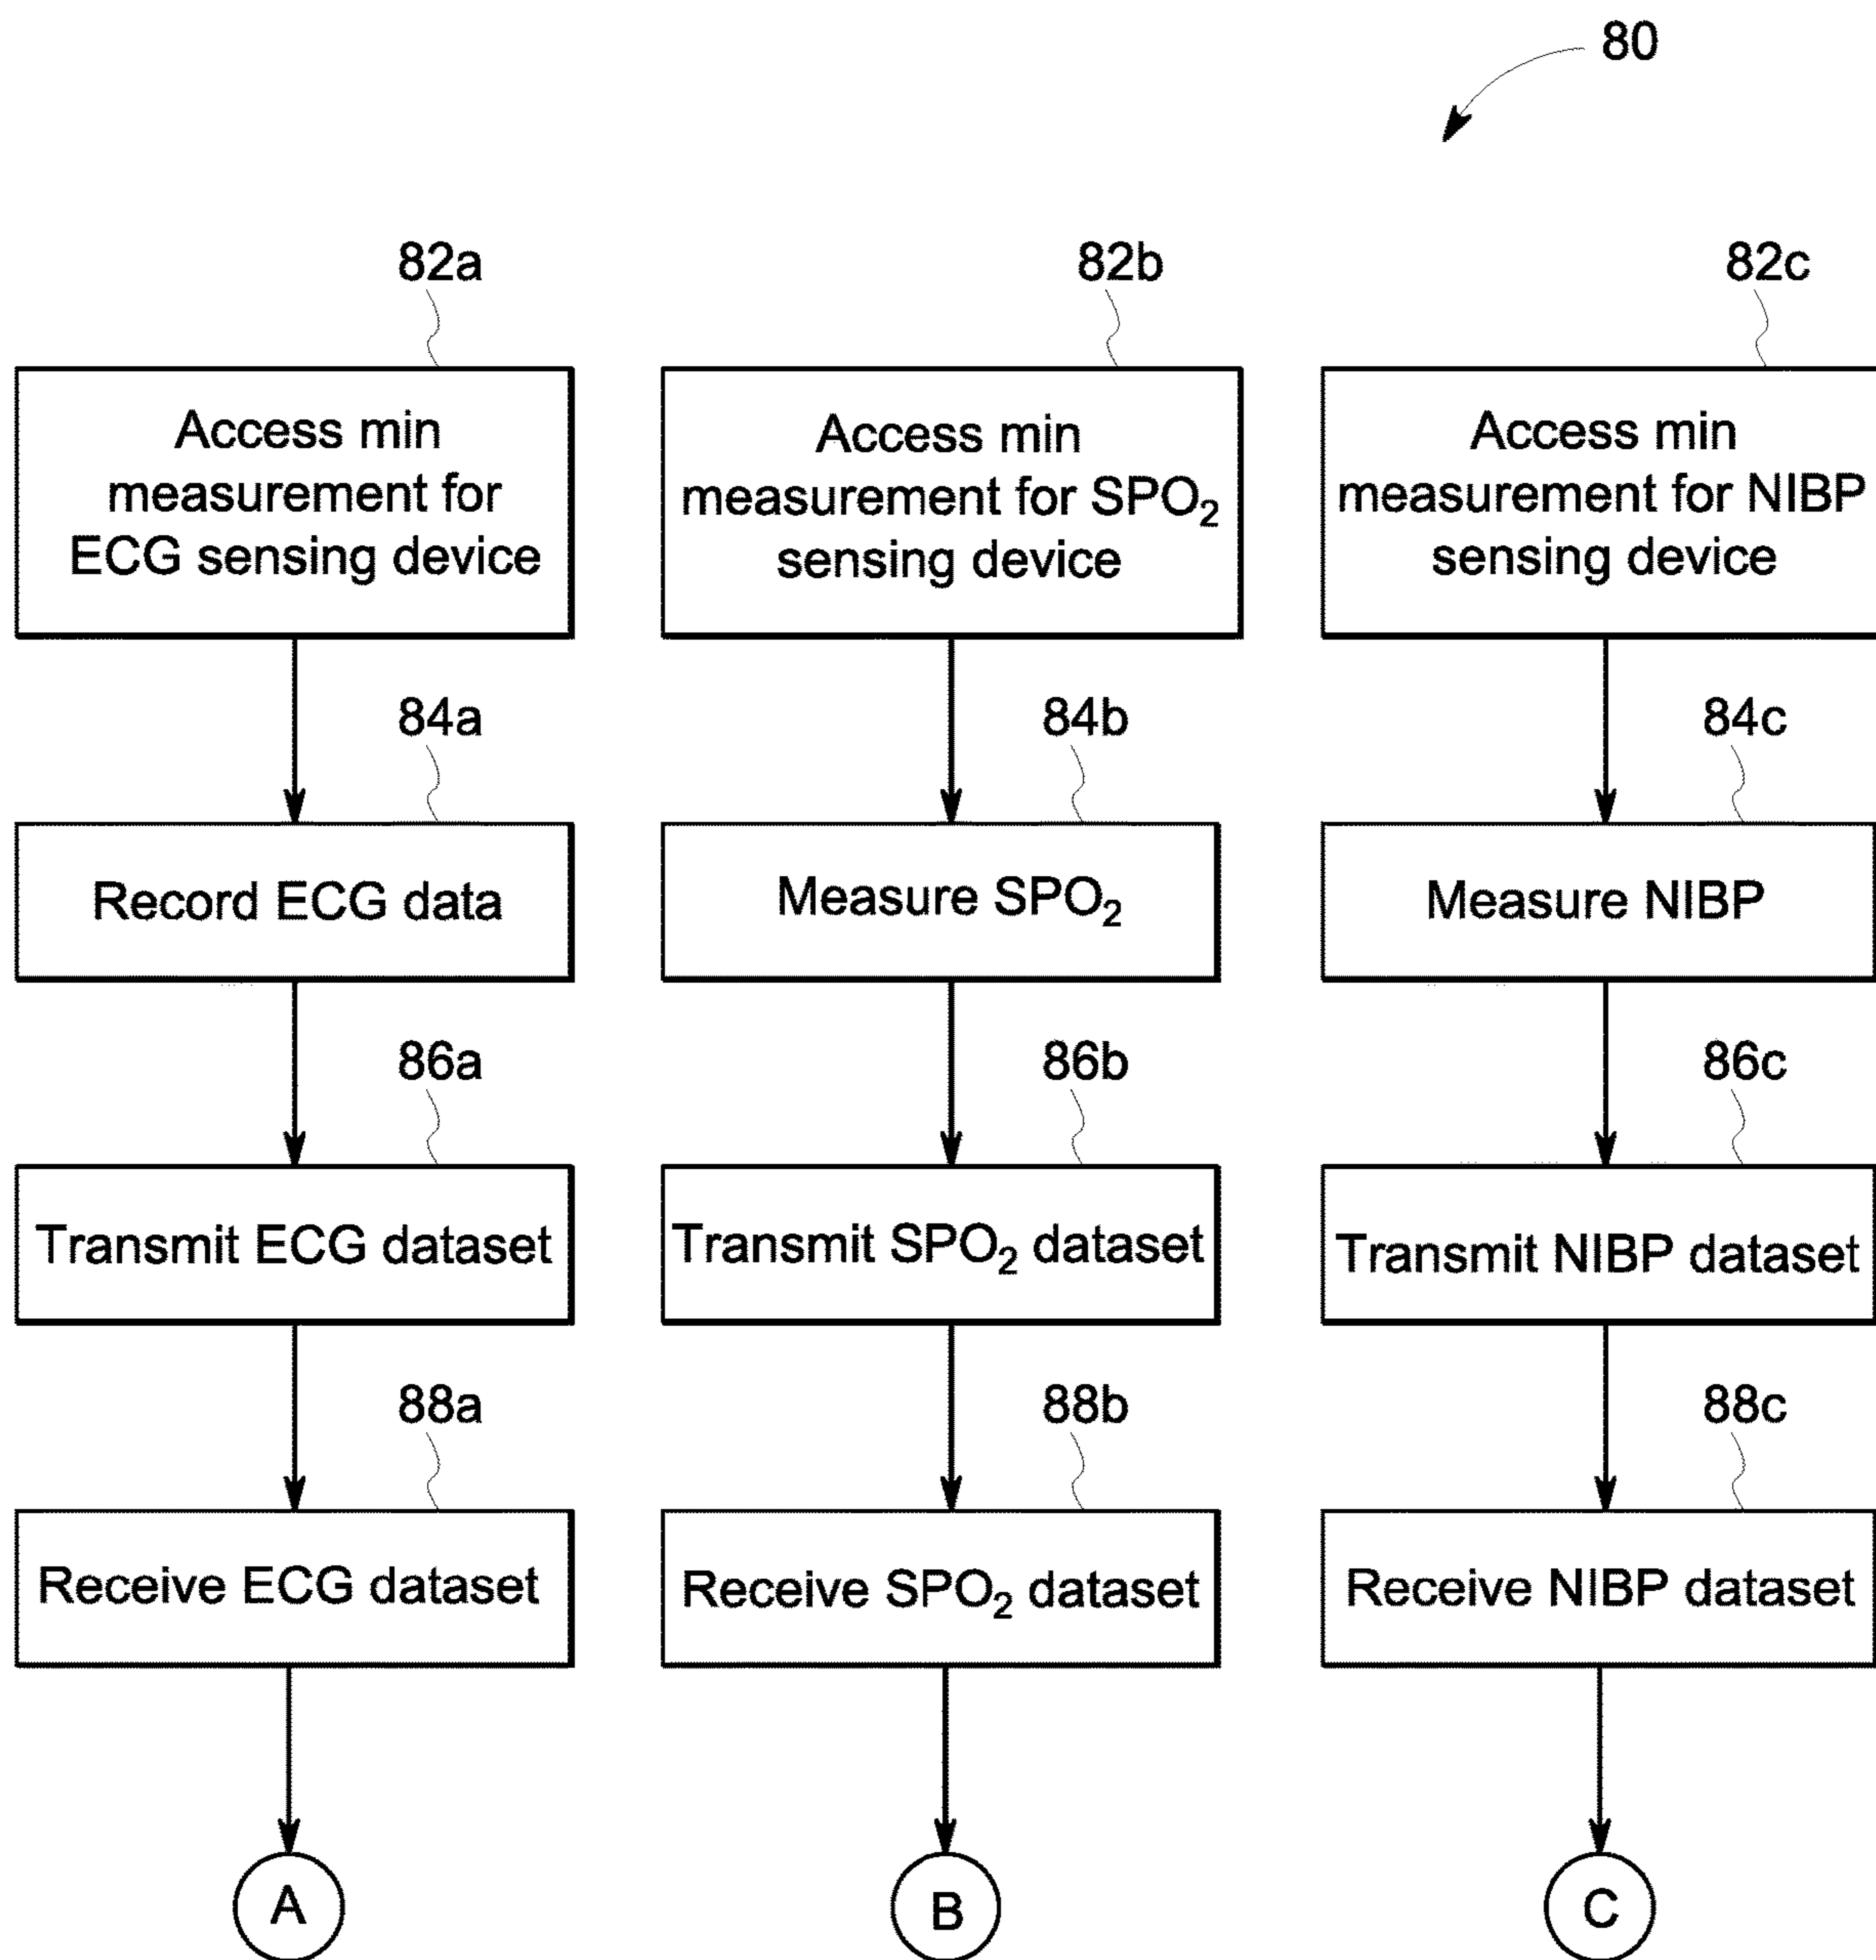 80
82a
82b
82c
Access min
measurement for
ECG sensing device
Access min
measurement for SPO₂
sensing device
Access min
measurement for NIBP
sensing device
84a
84b
84c
Record ECG data
Measure SPO₂
Measure NIBP
86a
86b
86c
Transmit ECG dataset
Transmit SPO₂ dataset
Transmit NIBP dataset
88a
88b
88c
Receive ECG dataset
Receive SPO₂ dataset
Receive NIBP dataset
A
B
C